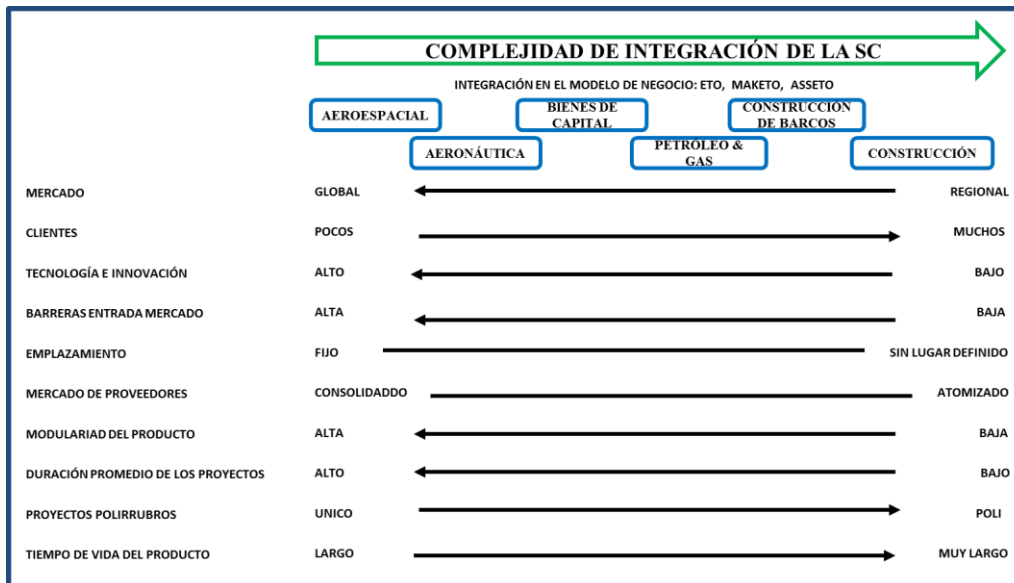 COMPLEJIDAD DE INTEGRACIÓN DE LA SC
INTEGRACIÓN EN EL MODELO DE NEGOCIO: ETO, MAKETO, ASSETO
AEROESPACIAL
BIENES DE
CAPITAL
CONSTRUCCIÓN
DE BARCOS
AERONÁUTICA
PETRÓLEO &
GAS
CONSTRUCCIÓN
MERCADO GLOBAL REGIONAL
CLIENTES POCOS MUCHOS
TECNOLOGÍA E INNOVACIÓN ALTO BAJO
BARRERAS ENTRADA MERCADO ALTA BAJA
EMPLAZAMIENTO FIJO SIN LUGAR DEFINIDO
MERCADO DE PROVEEDORES CONSOLIDADDO ATOMIZADO
MODULARIAD DEL PRODUCTO ALTA BAJA
DURACIÓN PROMEDIO DE LOS PROYECTOS ALTO BAJO
PROYECTOS POLIRRUBROS UNICO POLI
TIEMPO DE VIDA DEL PRODUCTO LARGO MUY LARGO